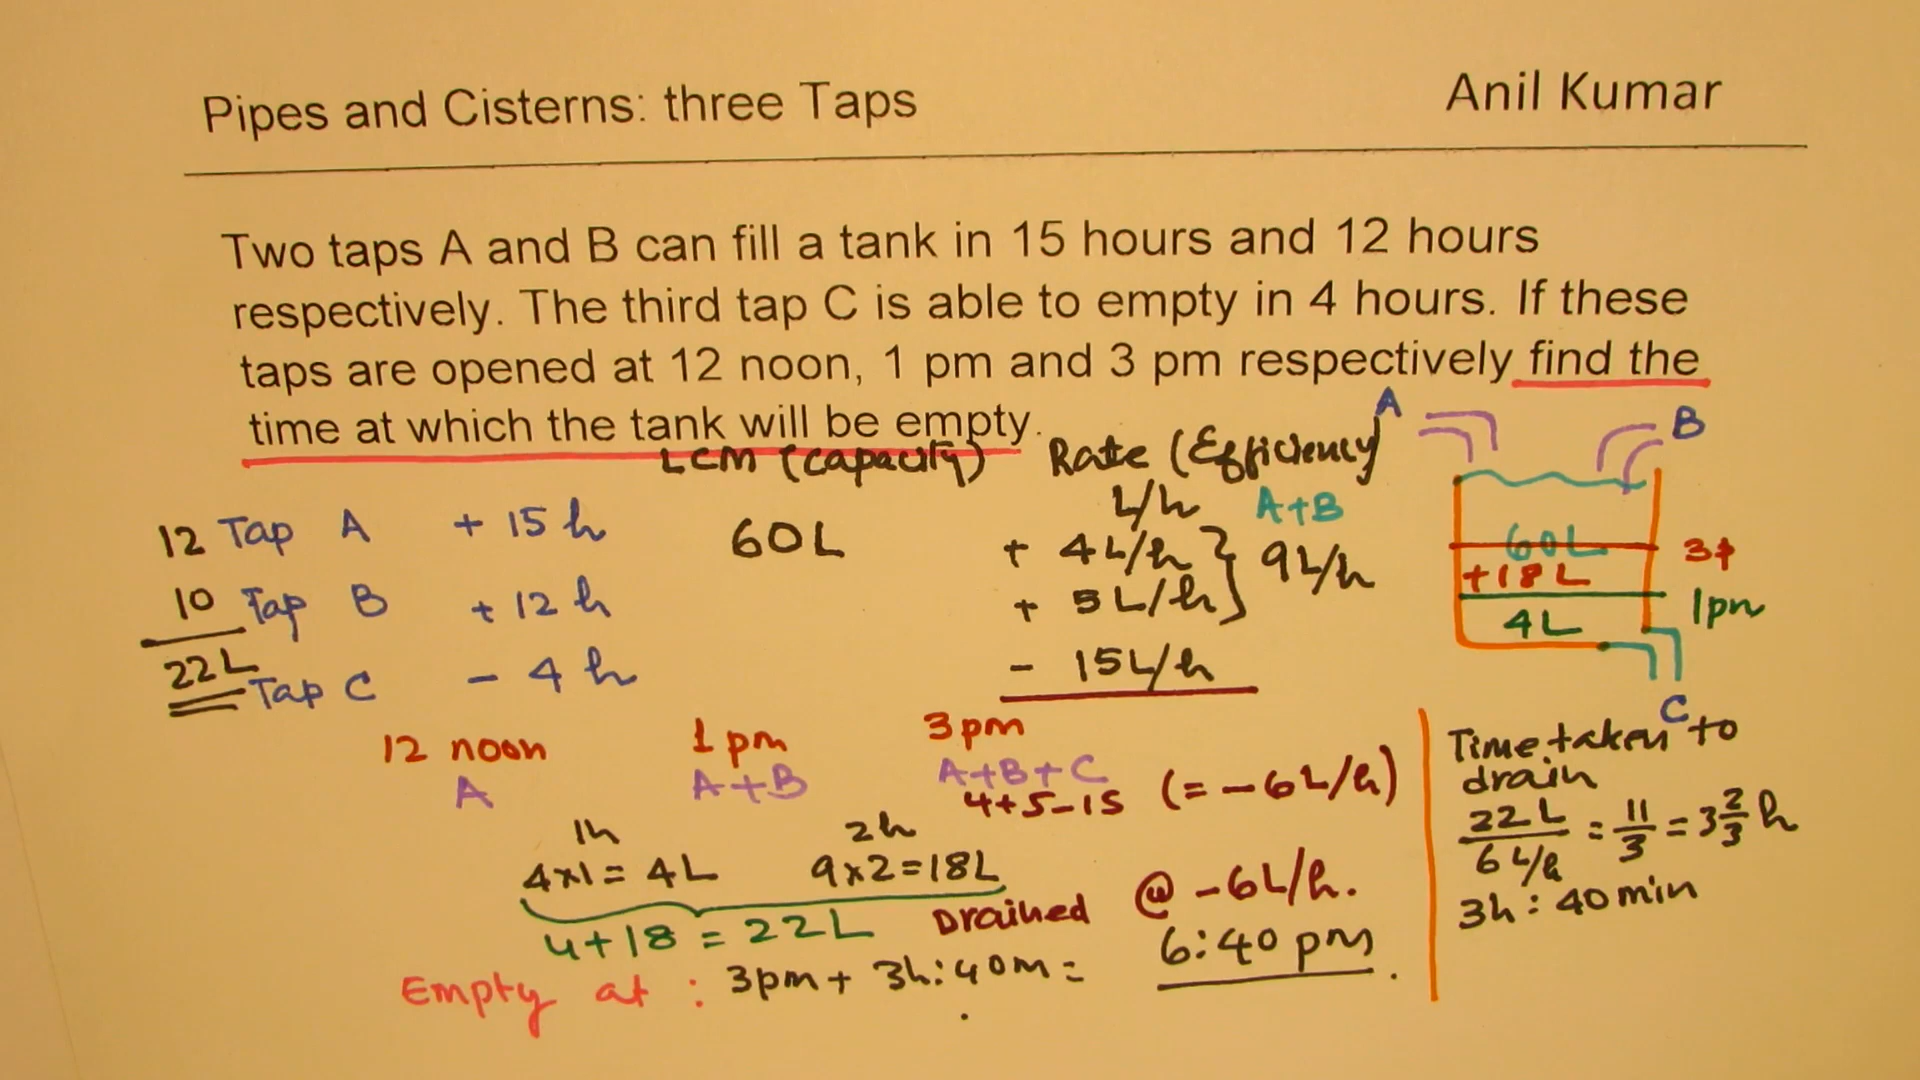 Pipes and Cisterns: three Taps
Anil Kumar
Two taps A and B can fill a tank in 15 hours and 12 hours
respectively. The third tap C is able to empty in 4 hours. If these
taps are opened at 12 noon, 1 pm and 3 pm respectively find the
time at which the tank will be empty.
LCM (Capacity)
Rate (Efficiency)
L/h
A+B
12 Tap A + 15 h
60L
+ 4L/h
9L/h
10 Tap B + 12 h
+ 5L/h
22L
Tap C - 4 h
- 15L/h
A
B
60L
3p
+18L
1pm
4L
C
12 noon
1 pm
3 pm
A
A+B
A+B+C
4+5-15
(= -6L/h)
1h
2h
4x1 = 4L
9x2=18L
4+18 = 22L
Drained
@ -6L/h.
Empty at : 3pm + 3h:40m =
6:40 pm.
Time taken to
drain
22L/6L/h = 11/3 = 3 2/3 h
3h : 40 min